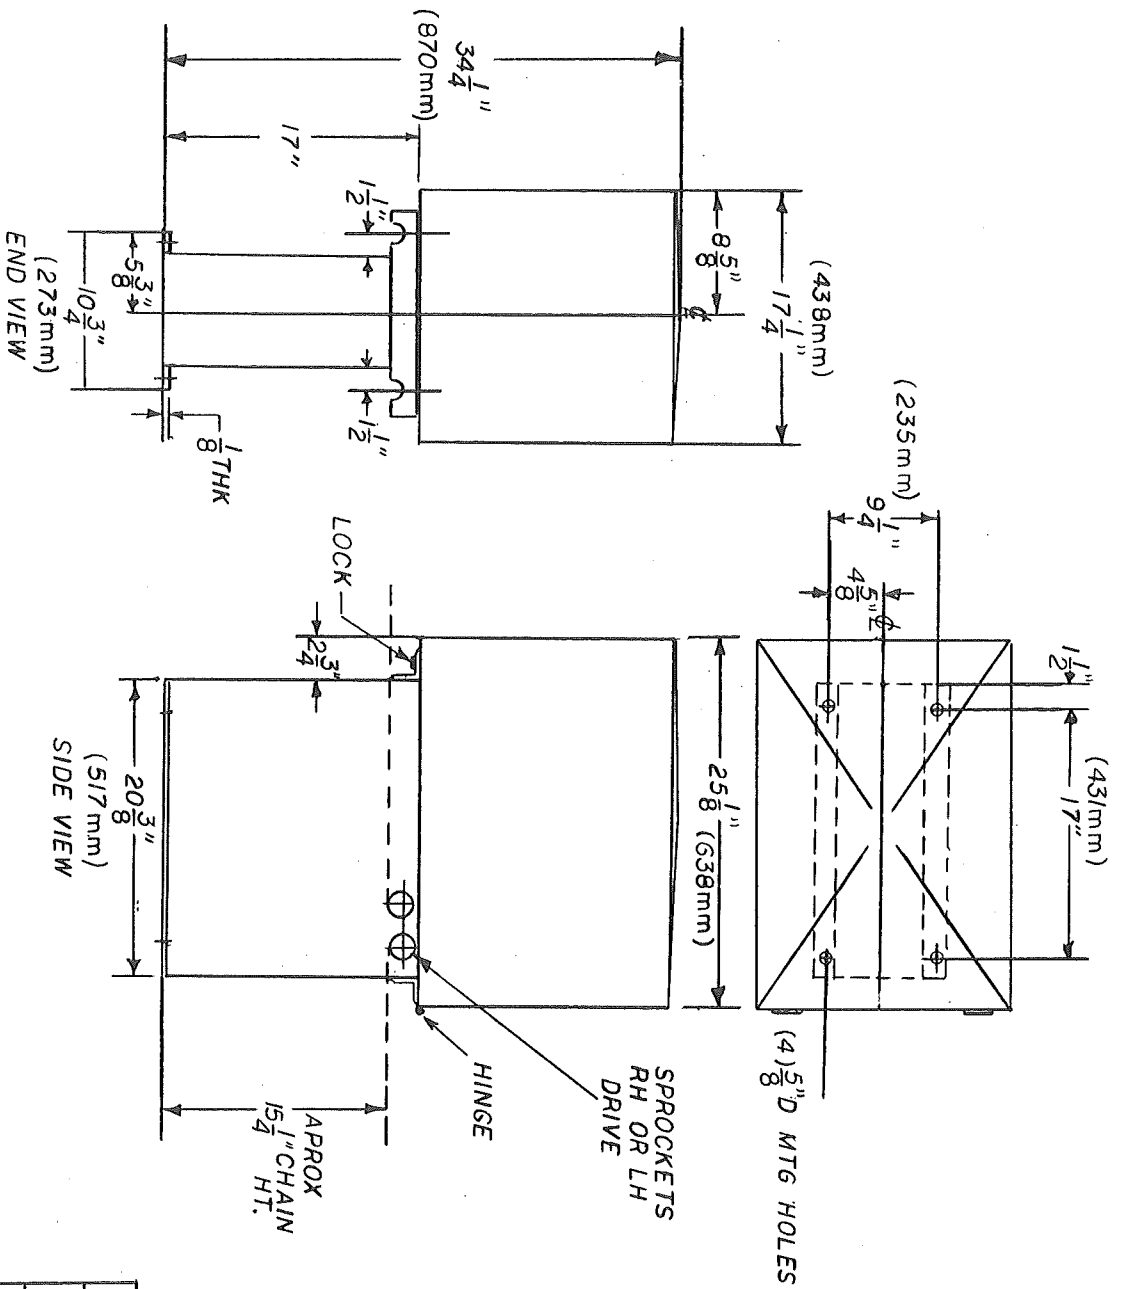 (431mm)
17"
1 1/2"
(4) 5/8" D MTG HOLES
(235mm)
9 1/4"
4 5/8"
℄
(438mm)
17 1/4"
8 5/8"
℄
34 1/4"
(870mm)
17"
1 1/2"
1 1/2"
5 3/8"
10 3/4"
(273mm)
END VIEW
1/8 THK
25 1/8" (638mm)
SPROCKETS
RH OR LH
DRIVE
HINGE
LOCK
2 3/4"
APROX
15 1/4" CHAIN
HT.
20 3/8"
(517mm)
SIDE VIEW